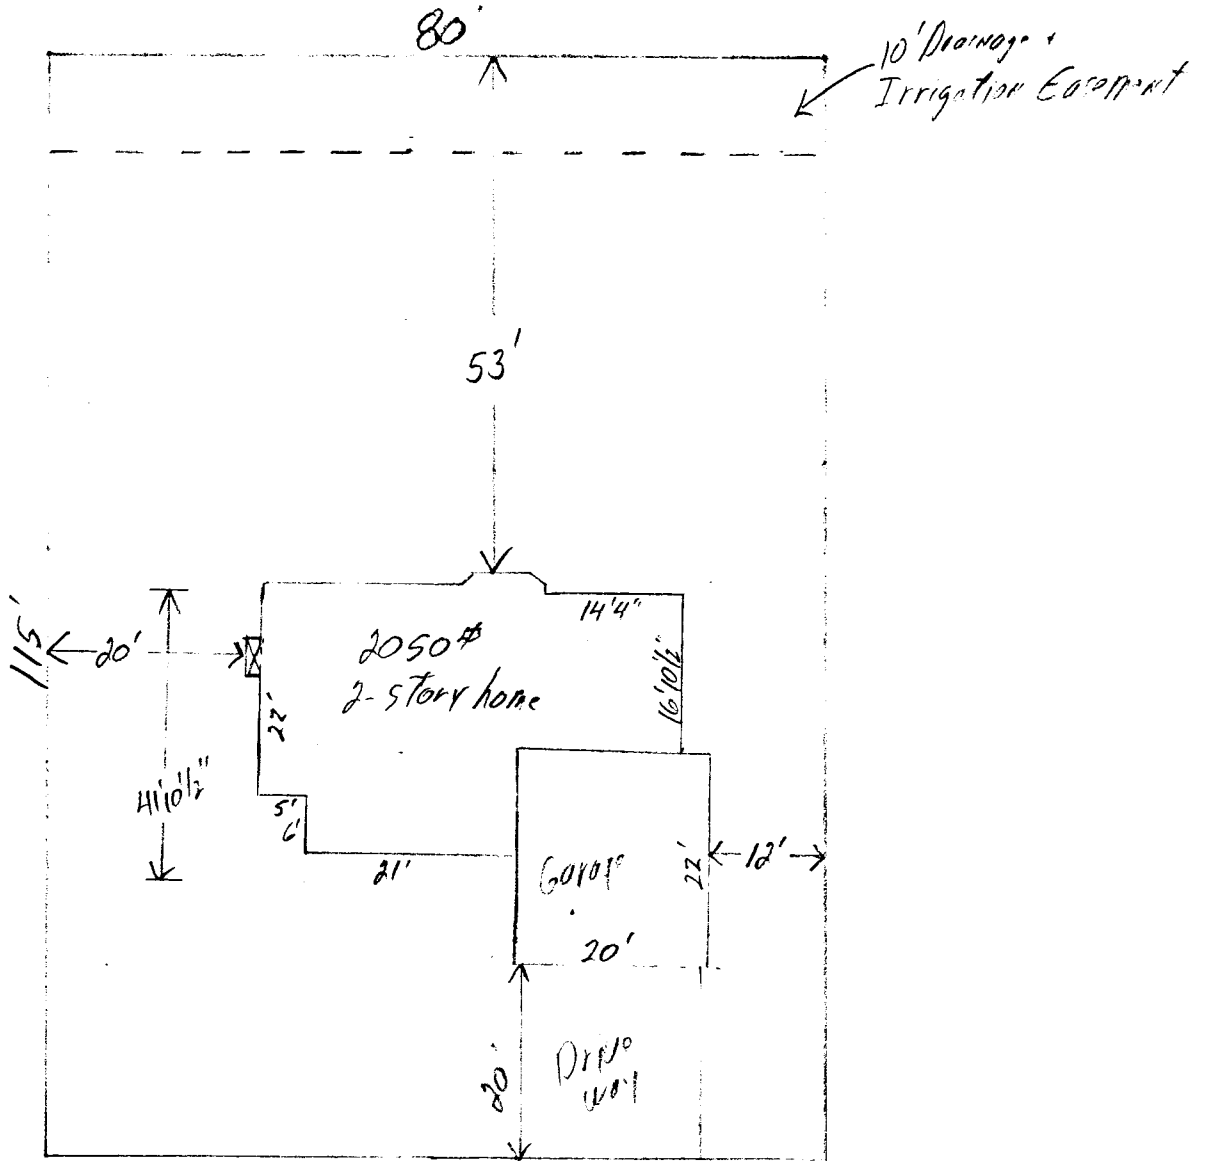 80'
10' Drainage +
Irrigation Easement
53'
115'
20'
14'4"
2050#
2-story home
16'10½"
22'
41'10½"
5'
6'
21'
Garage
22'
12'
20'
20'
Drive
way